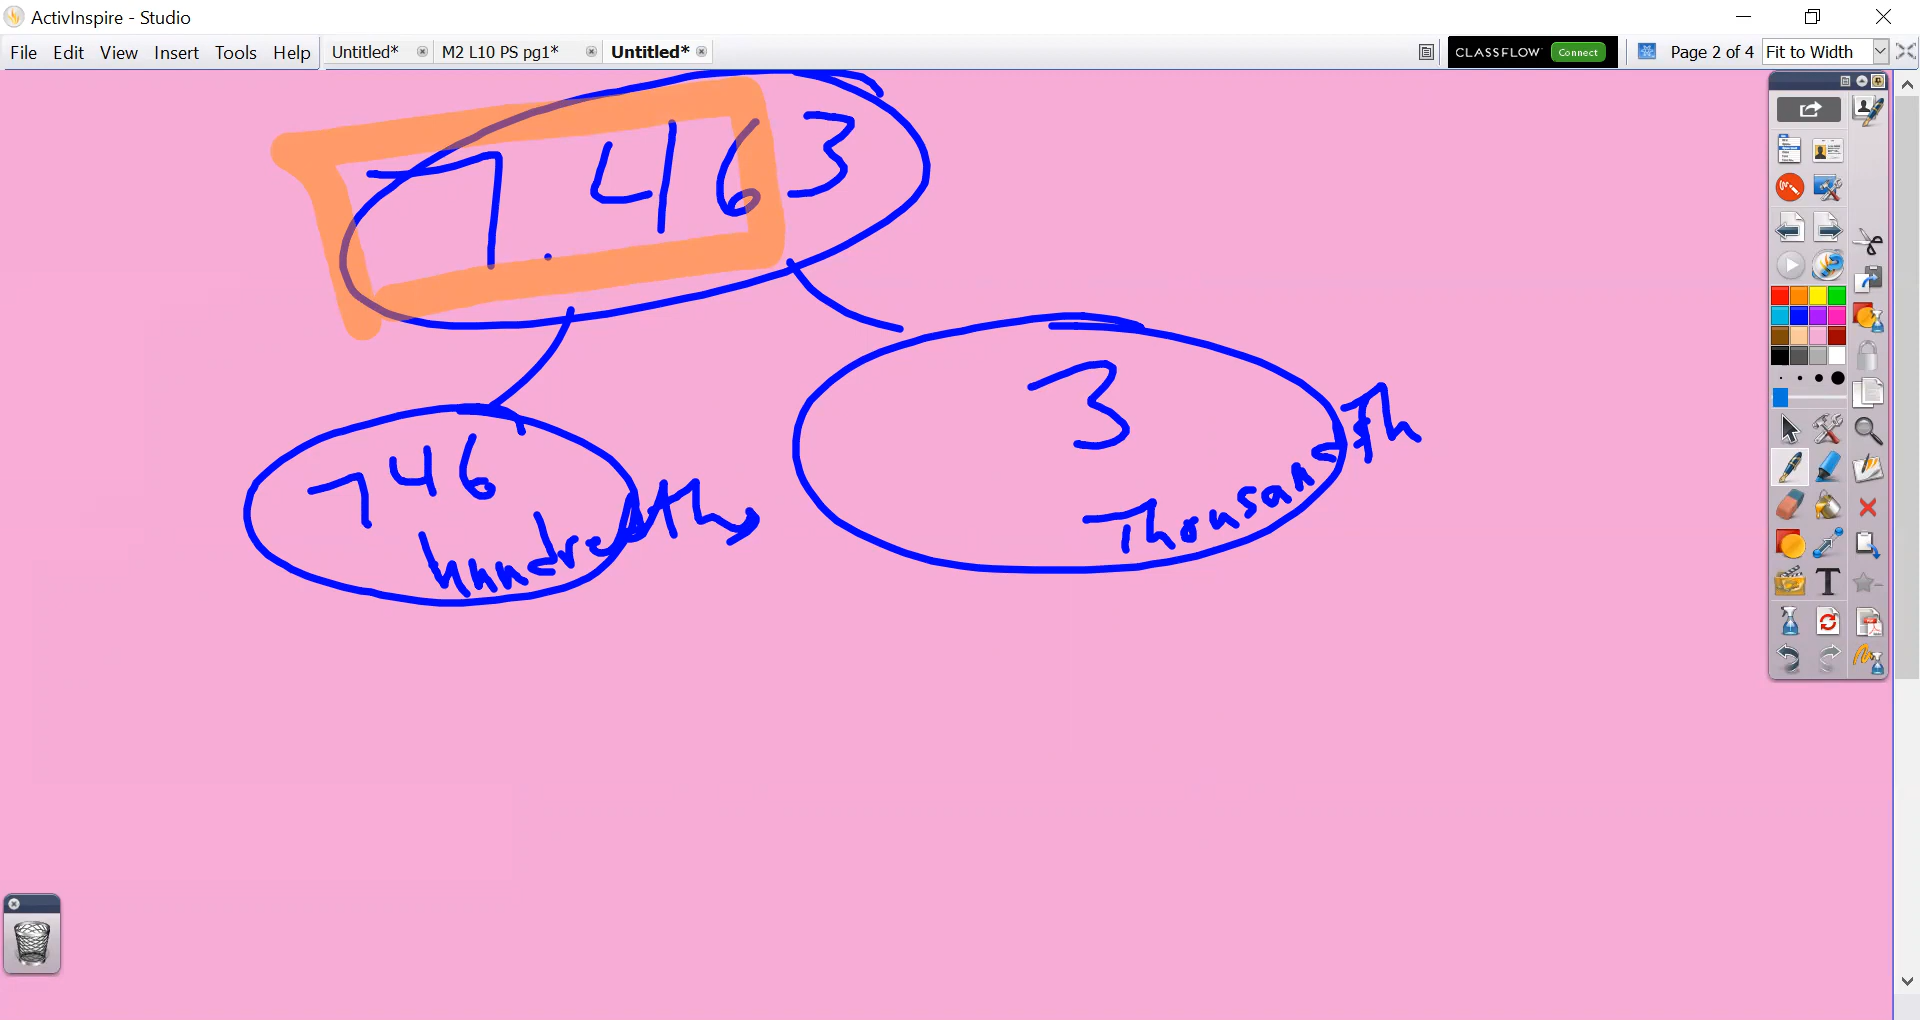 ActivInspire - Studio
File Edit View Insert Tools Help Untitled* M2 L10 PS pg1* Untitled* CLASSFLOW Connect Page 2 of 4 Fit to Width
7.463
746
hundredths
3
Thousandth